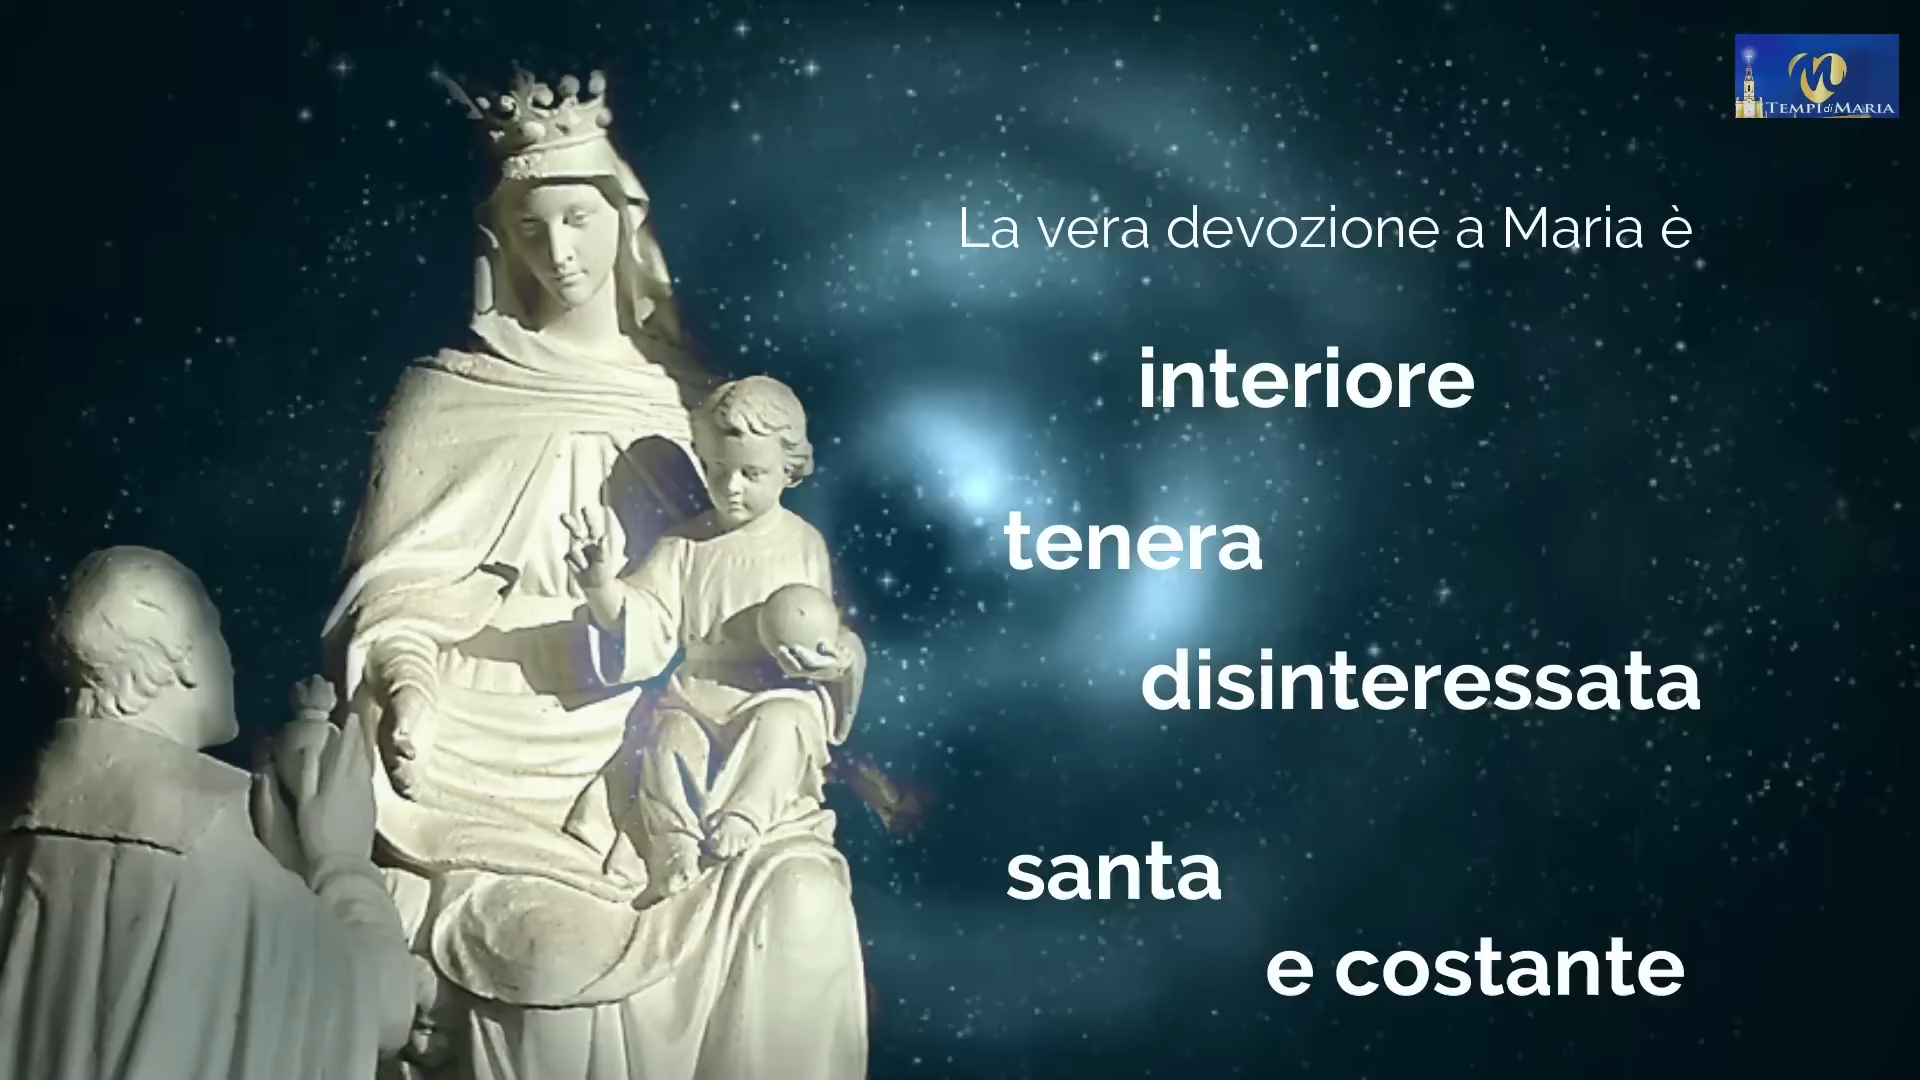 TEMPI di MARIA
La vera devozione a Maria è
interiore
tenera
disinteressata
santa
e costante